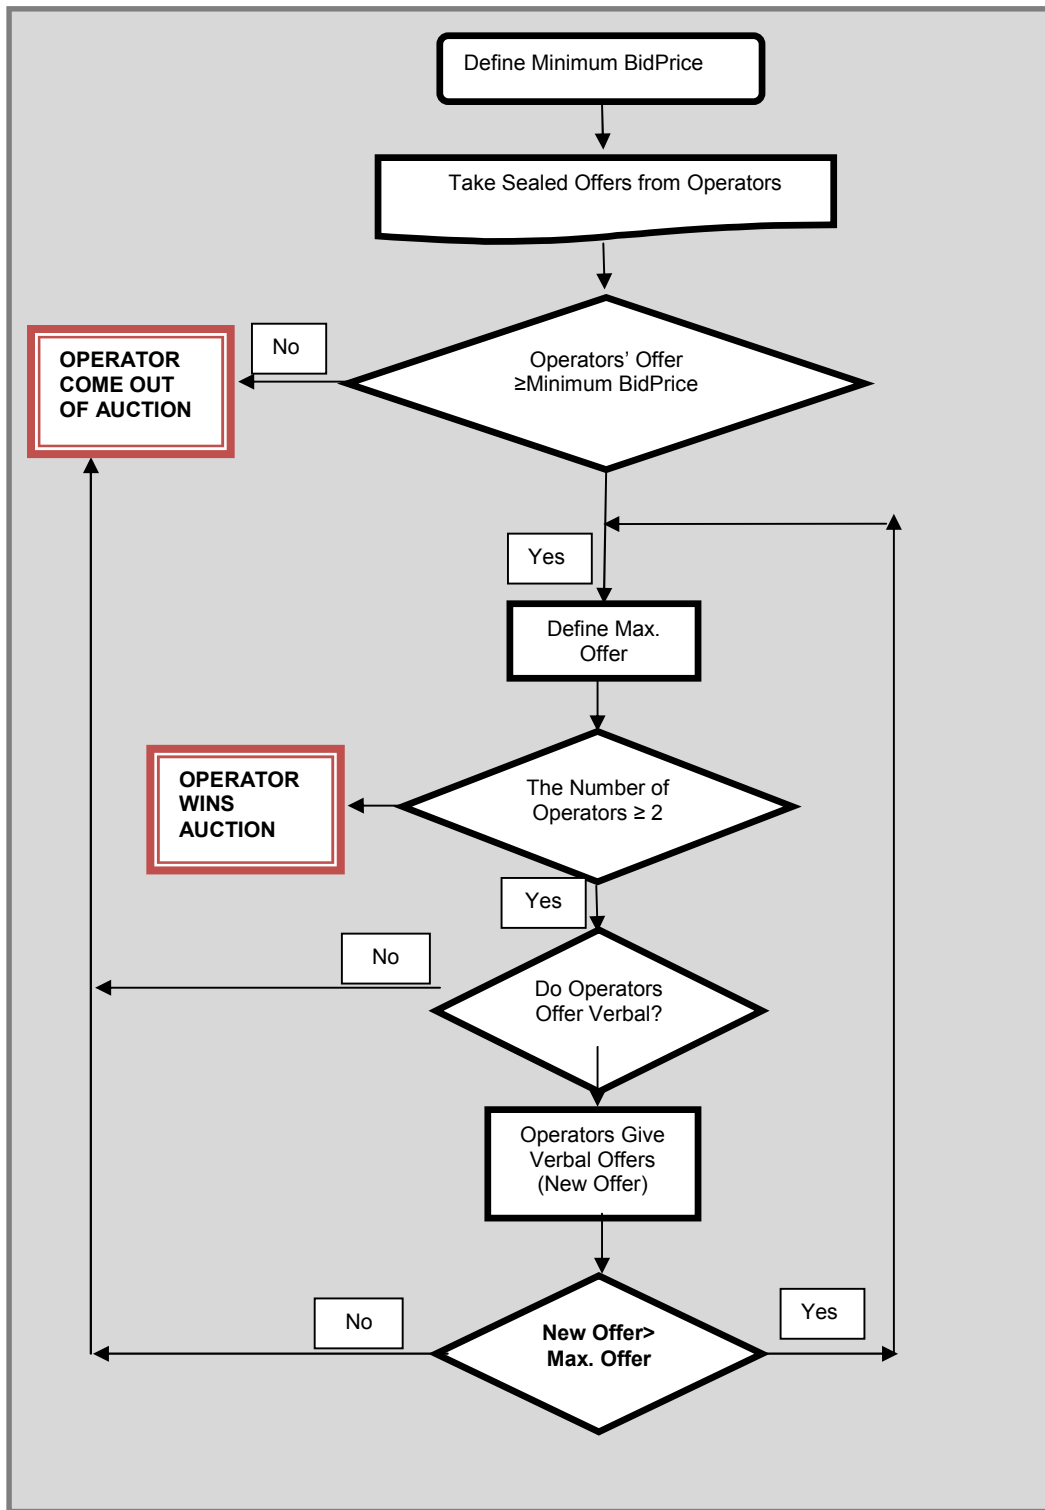 Define Minimum BidPrice
Take Sealed Offers from Operators
No
OPERATOR
COME OUT
OF AUCTION
Operators’ Offer
≥Minimum BidPrice
Yes
Define Max.
Offer
OPERATOR
WINS
AUCTION
The Number of
Operators ≥ 2
Yes
No
Do Operators
Offer Verbal?
Operators Give
Verbal Offers
(New Offer)
No
New Offer>
Max. Offer
Yes